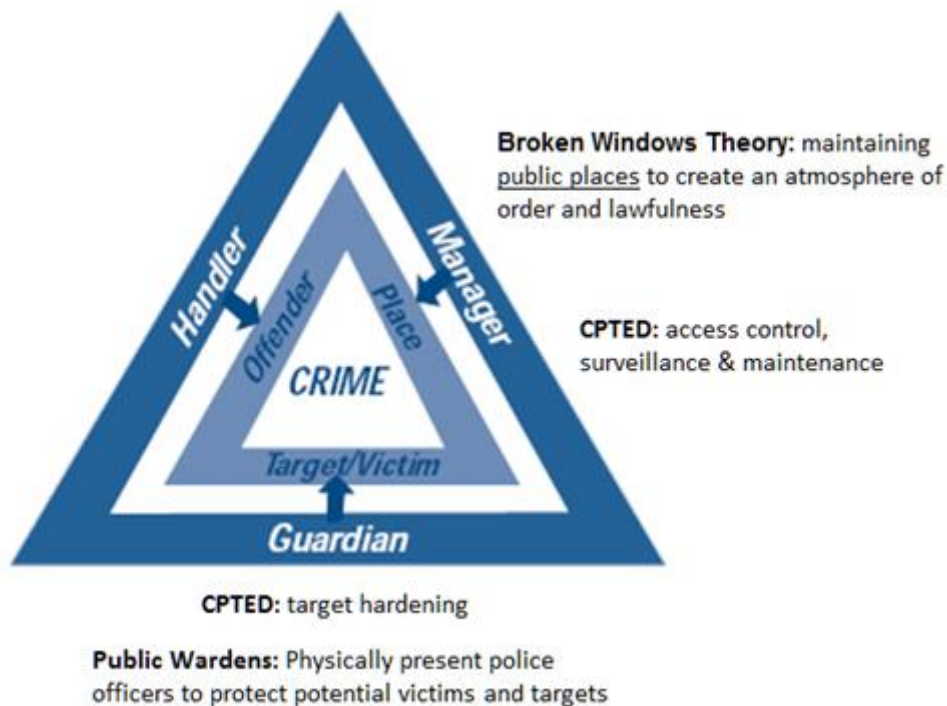 Broken Windows Theory: maintaining
public places to create an atmosphere of
order and lawfulness
Handler
Manager
Offender
Place
CPTED: access control,
surveillance & maintenance
CRIME
Target/Victim
Guardian
CPTED: target hardening
Public Wardens: Physically present police
officers to protect potential victims and targets